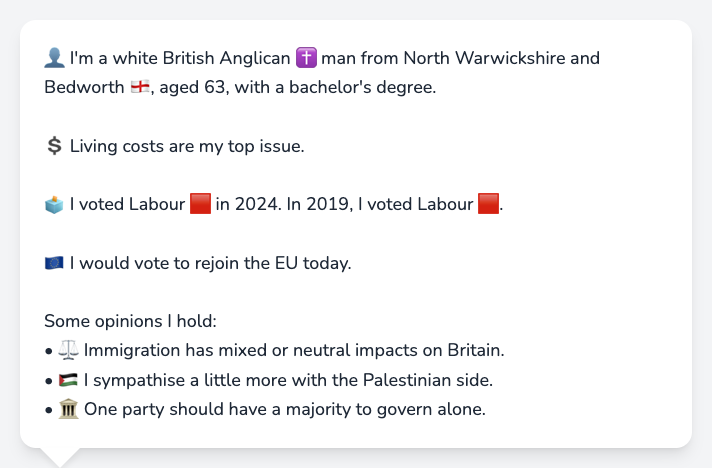 👤 I'm a white British Anglican ✝️ man from North Warwickshire and
Bedworth 🏴󠁧󠁢󠁥󠁮󠁧󠁿, aged 63, with a bachelor's degree.
💲 Living costs are my top issue.
🗳️ I voted Labour 🟥 in 2024. In 2019, I voted Labour 🟥.
🇪🇺 I would vote to rejoin the EU today.
Some opinions I hold:
• ⚖️ Immigration has mixed or neutral impacts on Britain.
• 🇵🇸 I sympathise a little more with the Palestinian side.
• 🏛️ One party should have a majority to govern alone.